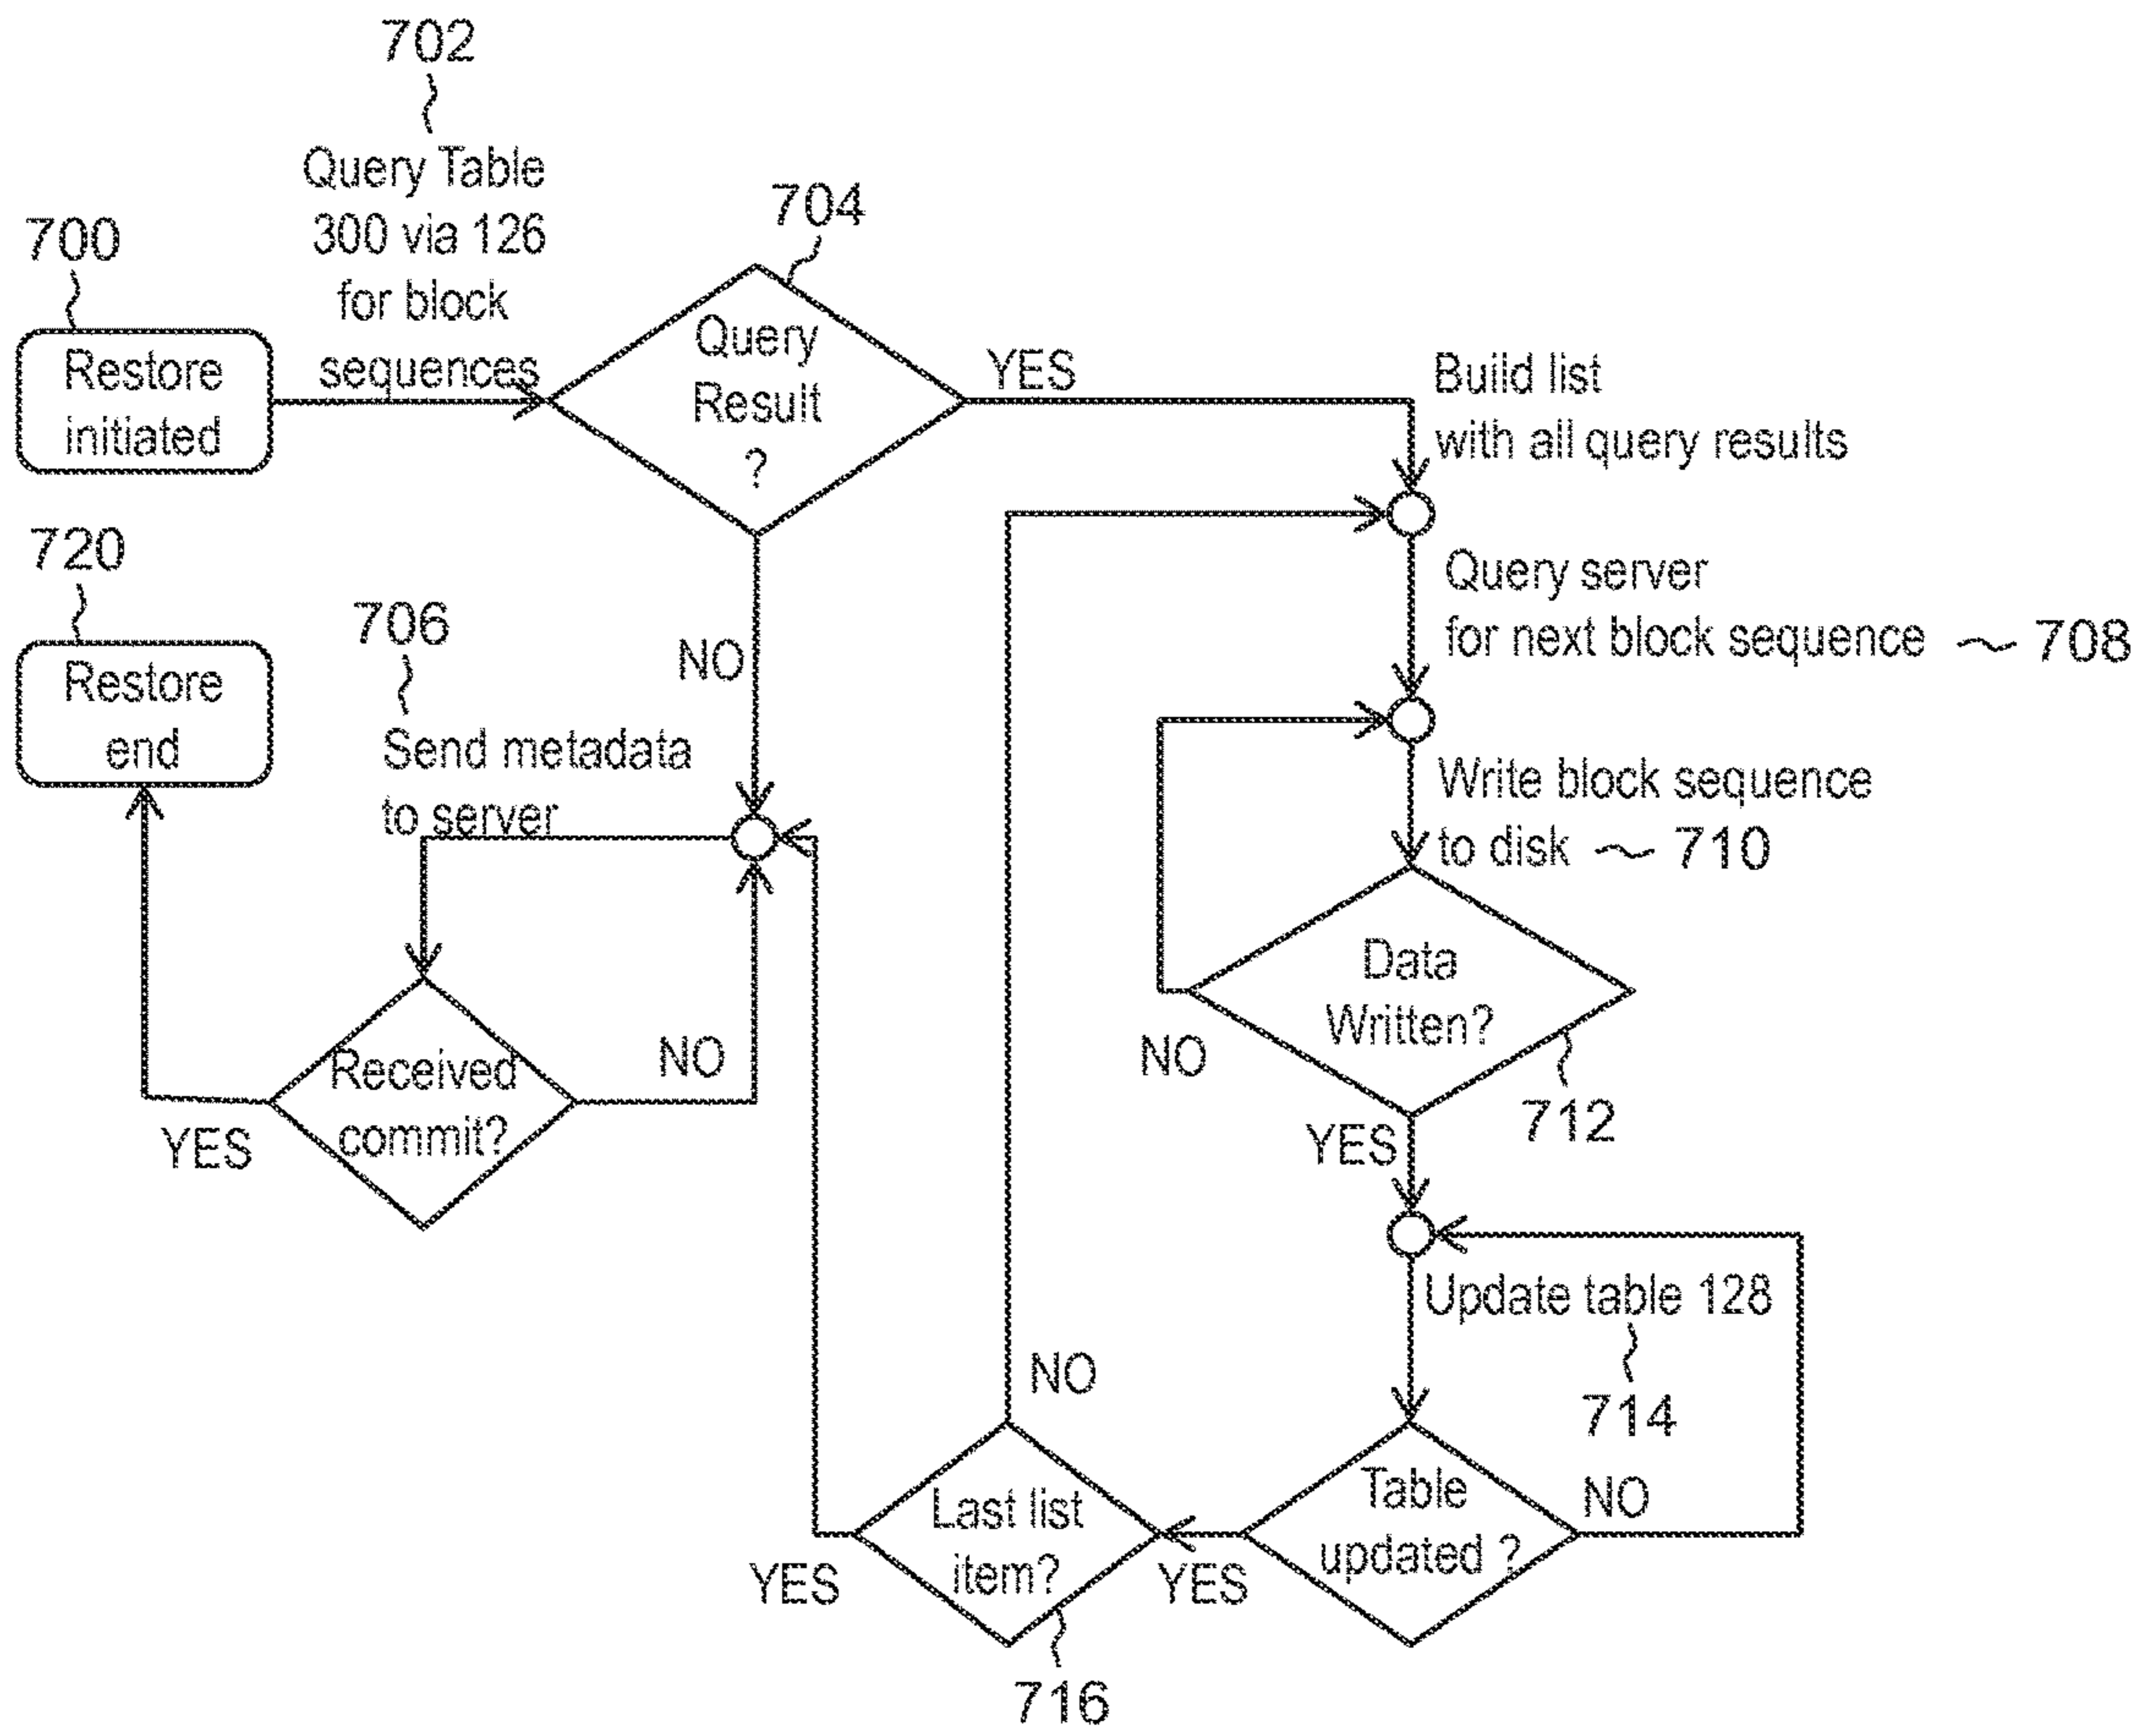 702
Query Table
300 via 126
for block
sequences
700
Restore
initiated
704
Query
Result
?
YES
Build list
with all query results
720
Restore
end
706
Send metadata
to server
NO
Query server
for next block sequence ~ 708
Write block sequence
to disk ~ 710
Data
Written?
NO
712
YES
Received
commit?
NO
YES
Update table 128
714
NO
Table
updated ?
NO
YES
Last list
item?
YES
716